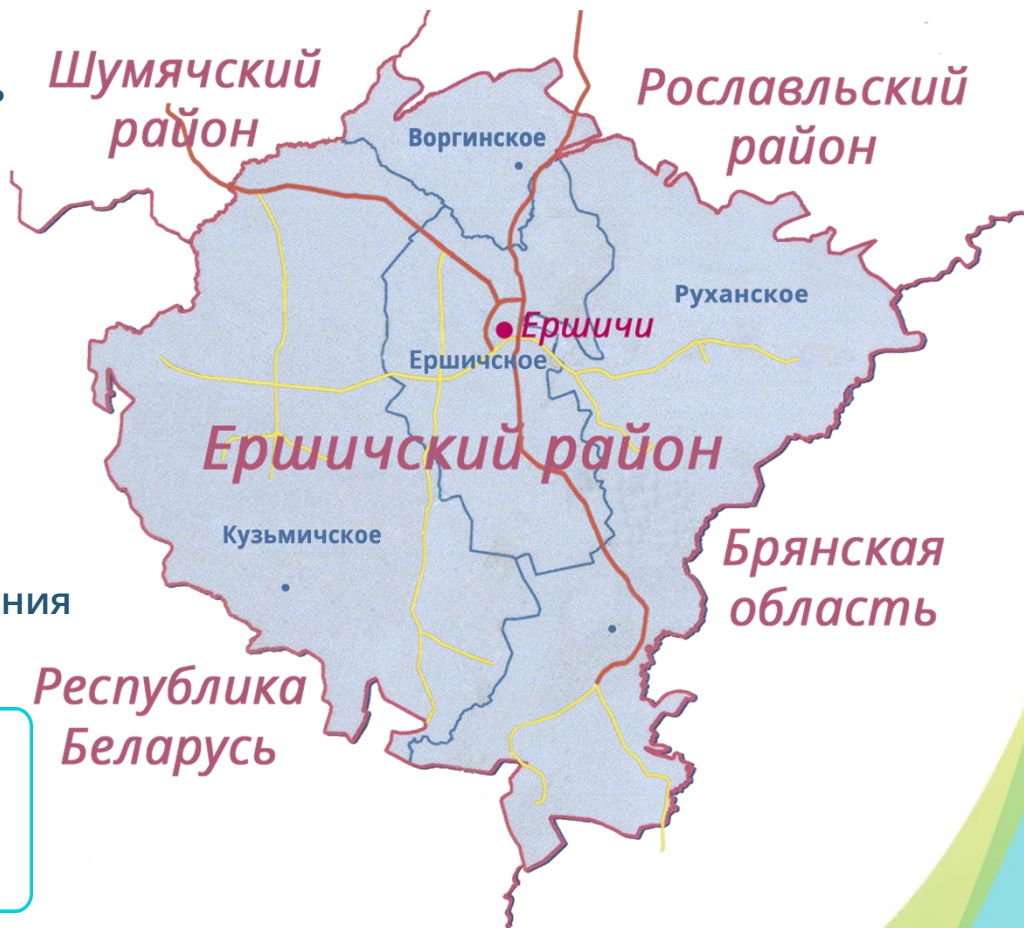 Шумячский
район
Рославльский
район
Воргинское
Руханское
Ершичи
Ершичское
Ершичский район
Кузьмичское
Брянская
область
ния
Республика
Беларусь